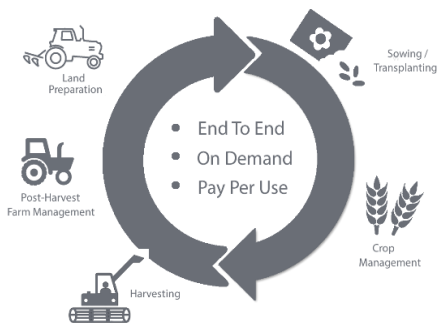 Land
Preparation
Sowing /
Transplanting
• End To End
• On Demand
• Pay Per Use
Post-Harvest
Farm Management
Crop
Management
Harvesting